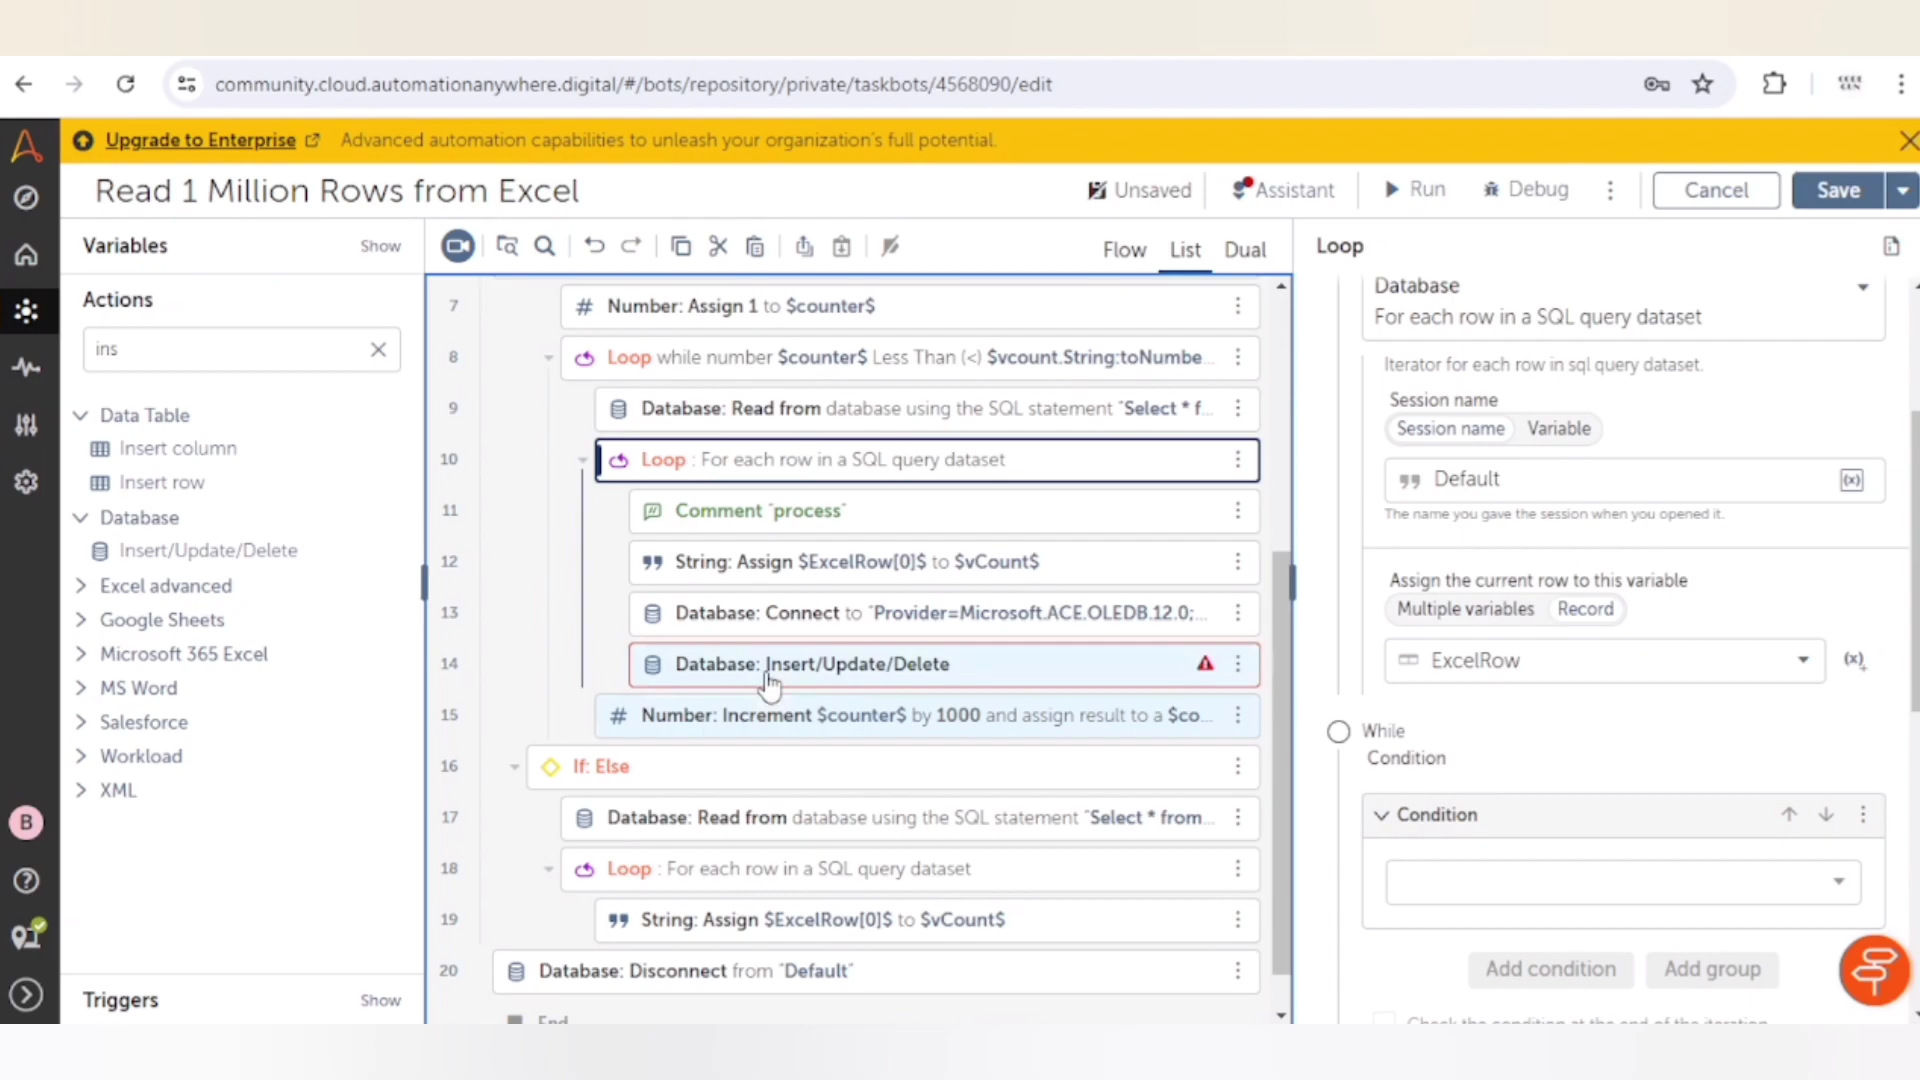 community.cloud.automationanywhere.digital/#/bots/repository/private/taskbots/4568090/edit
Upgrade to Enterprise Advanced automation capabilities to unleash your organization's full potential.
Read 1 Million Rows from Excel
Unsaved
Assistant
Run
Debug
Cancel
Save
Variables
Show
Actions
ins
Data Table
Insert column
Insert row
Database
Insert/Update/Delete
Excel advanced
Google Sheets
Microsoft 365 Excel
MS Word
Salesforce
Workload
XML
Triggers
Show
B
Flow
List
Dual
7 # Number: Assign 1 to $counter$
8 Loop while number $counter$ Less Than (<) $vcount.String:toNumbe...
9 Database: Read from database using the SQL statement "Select * f...
10 Loop : For each row in a SQL query dataset
11 Comment "process"
12 String: Assign $ExcelRow[0]$ to $vCount$
13 Database: Connect to "Provider=Microsoft.ACE.OLEDB.12.0;...
14 Database: Insert/Update/Delete
15 # Number: Increment $counter$ by 1000 and assign result to a $co...
16 If: Else
17 Database: Read from database using the SQL statement "Select * from...
18 Loop : For each row in a SQL query dataset
19 String: Assign $ExcelRow[0]$ to $vCount$
20 Database: Disconnect from "Default"
End
Loop
Database
For each row in a SQL query dataset
Iterator for each row in sql query dataset.
Session name
Session name Variable
Default
(x)
The name you gave the session when you opened it.
Assign the current row to this variable
Multiple variables Record
ExcelRow
(x)
While
Condition
Condition
Add condition
Add group
Check the condition at the end of the iteration